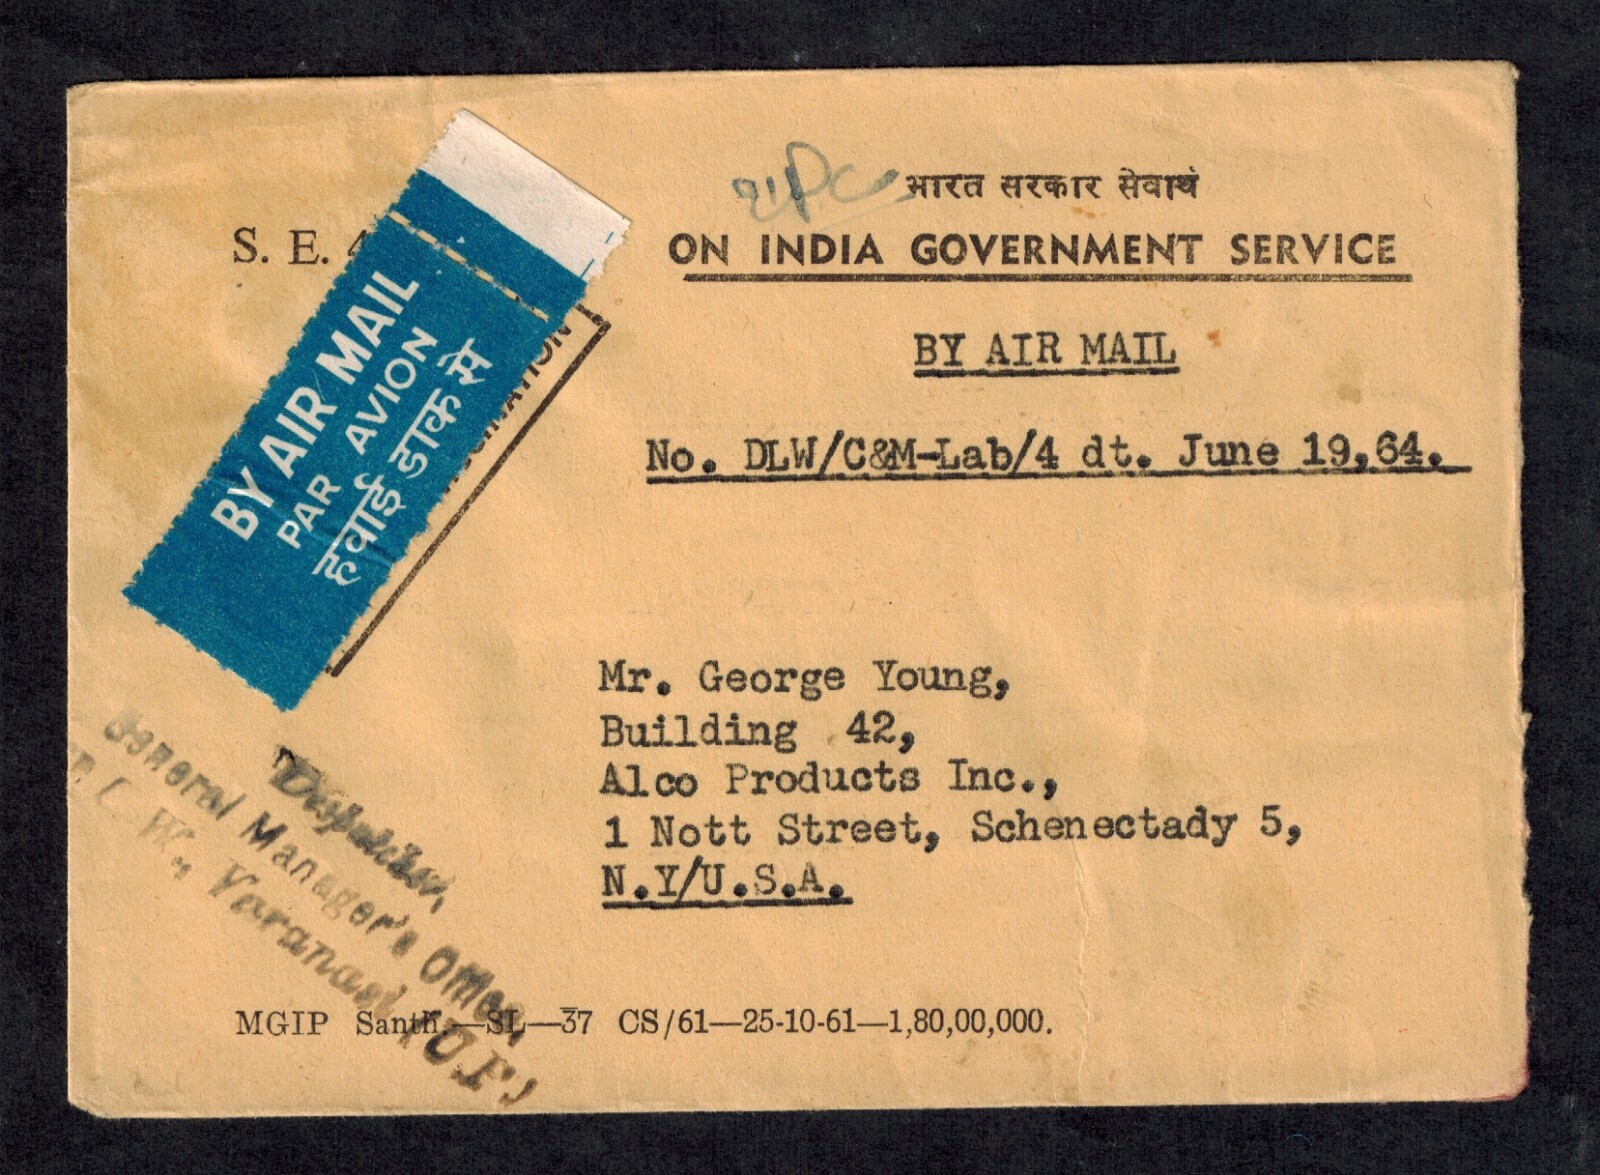 भारत सरकार सेवार्थ
S. E.
ON INDIA GOVERNMENT SERVICE
BY AIR MAIL
PAR AVION
हवाई डाक से
BY AIR MAIL
No. DLW/C&M-Lab/4 dt. June 19,64.
Mr. George Young,
Building 42,
Alco Products Inc.,
1 Nott Street, Schenectady 5,
N.Y/U.S.A.
Despatcher,
General Manager's Office,
L.W., Varanasi (U.P.)
MGIP Santh.—SL—37 CS/61—25-10-61—1,80,00,000.